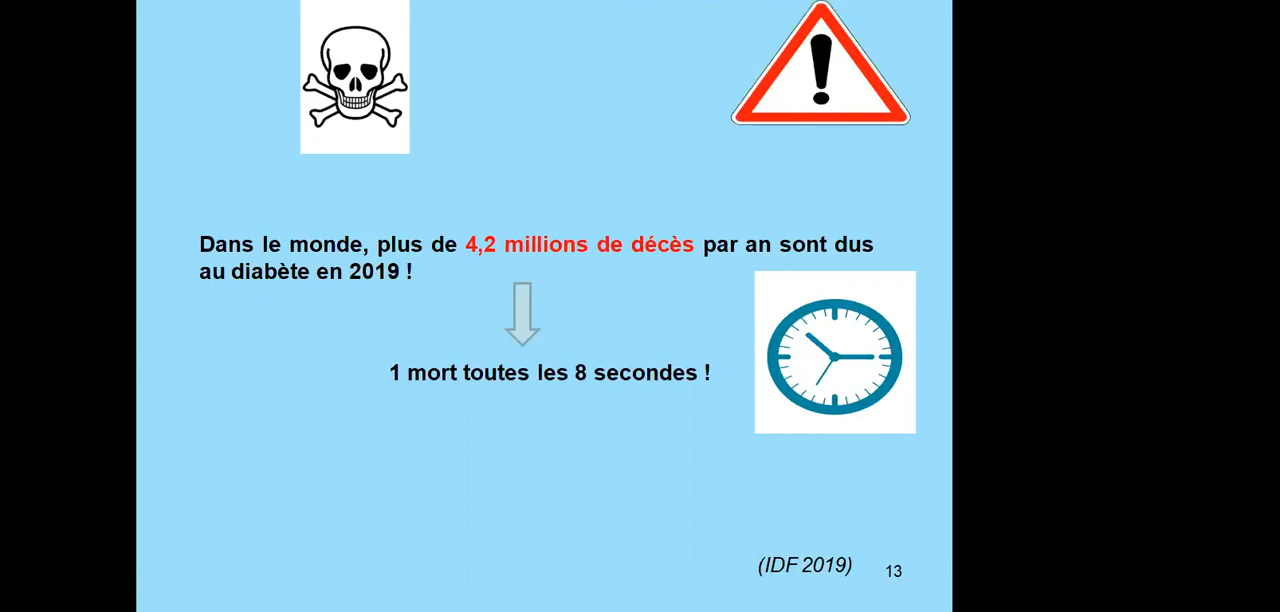 Dans le monde, plus de 4,2 millions de décès par an sont dus
au diabète en 2019 !
1 mort toutes les 8 secondes !
(IDF 2019)
13